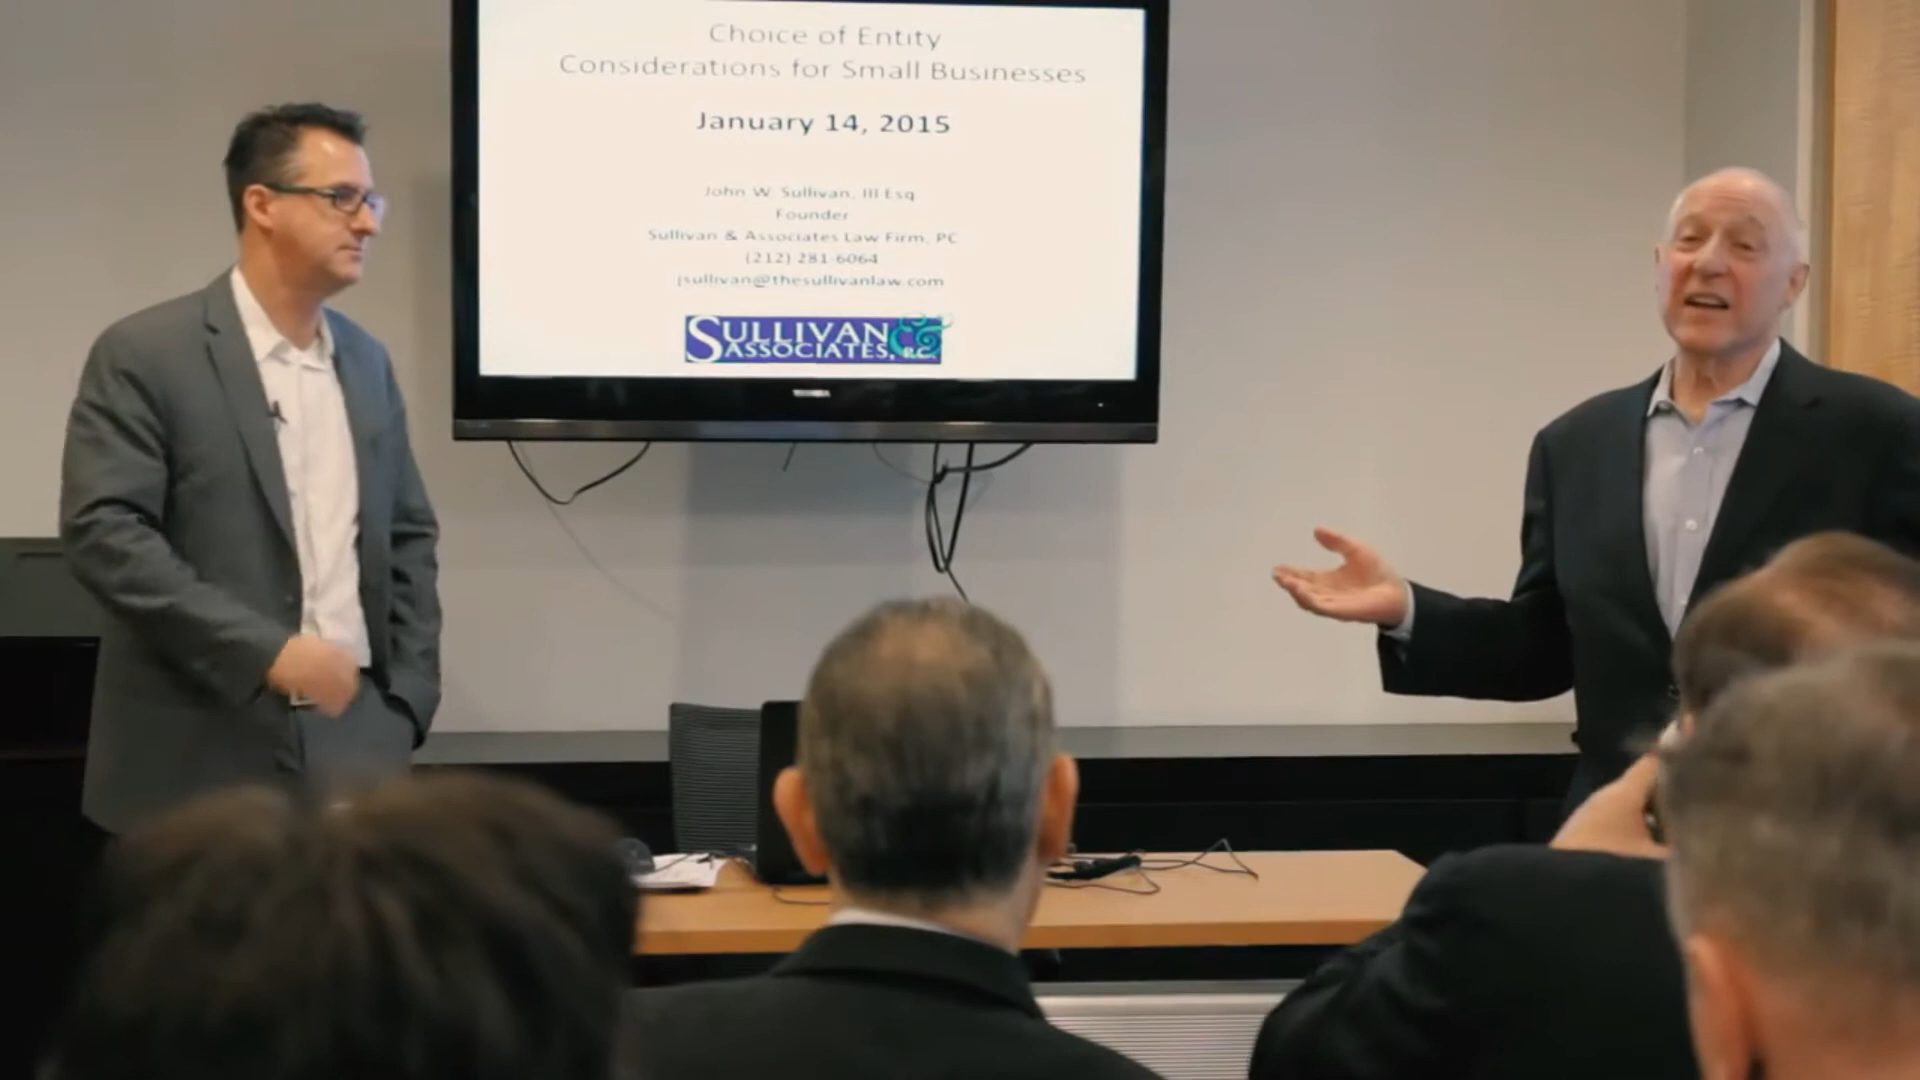 Choice of Entity
Considerations for Small Businesses
January 14, 2015
John W. Sullivan, III Esq
Founder
Sullivan & Associates Law Firm, PC
(212) 281-6064
jsullivan@thesullivanlaw.com
SULLIVAN &
ASSOCIATES, P.C.
TOSHIBA